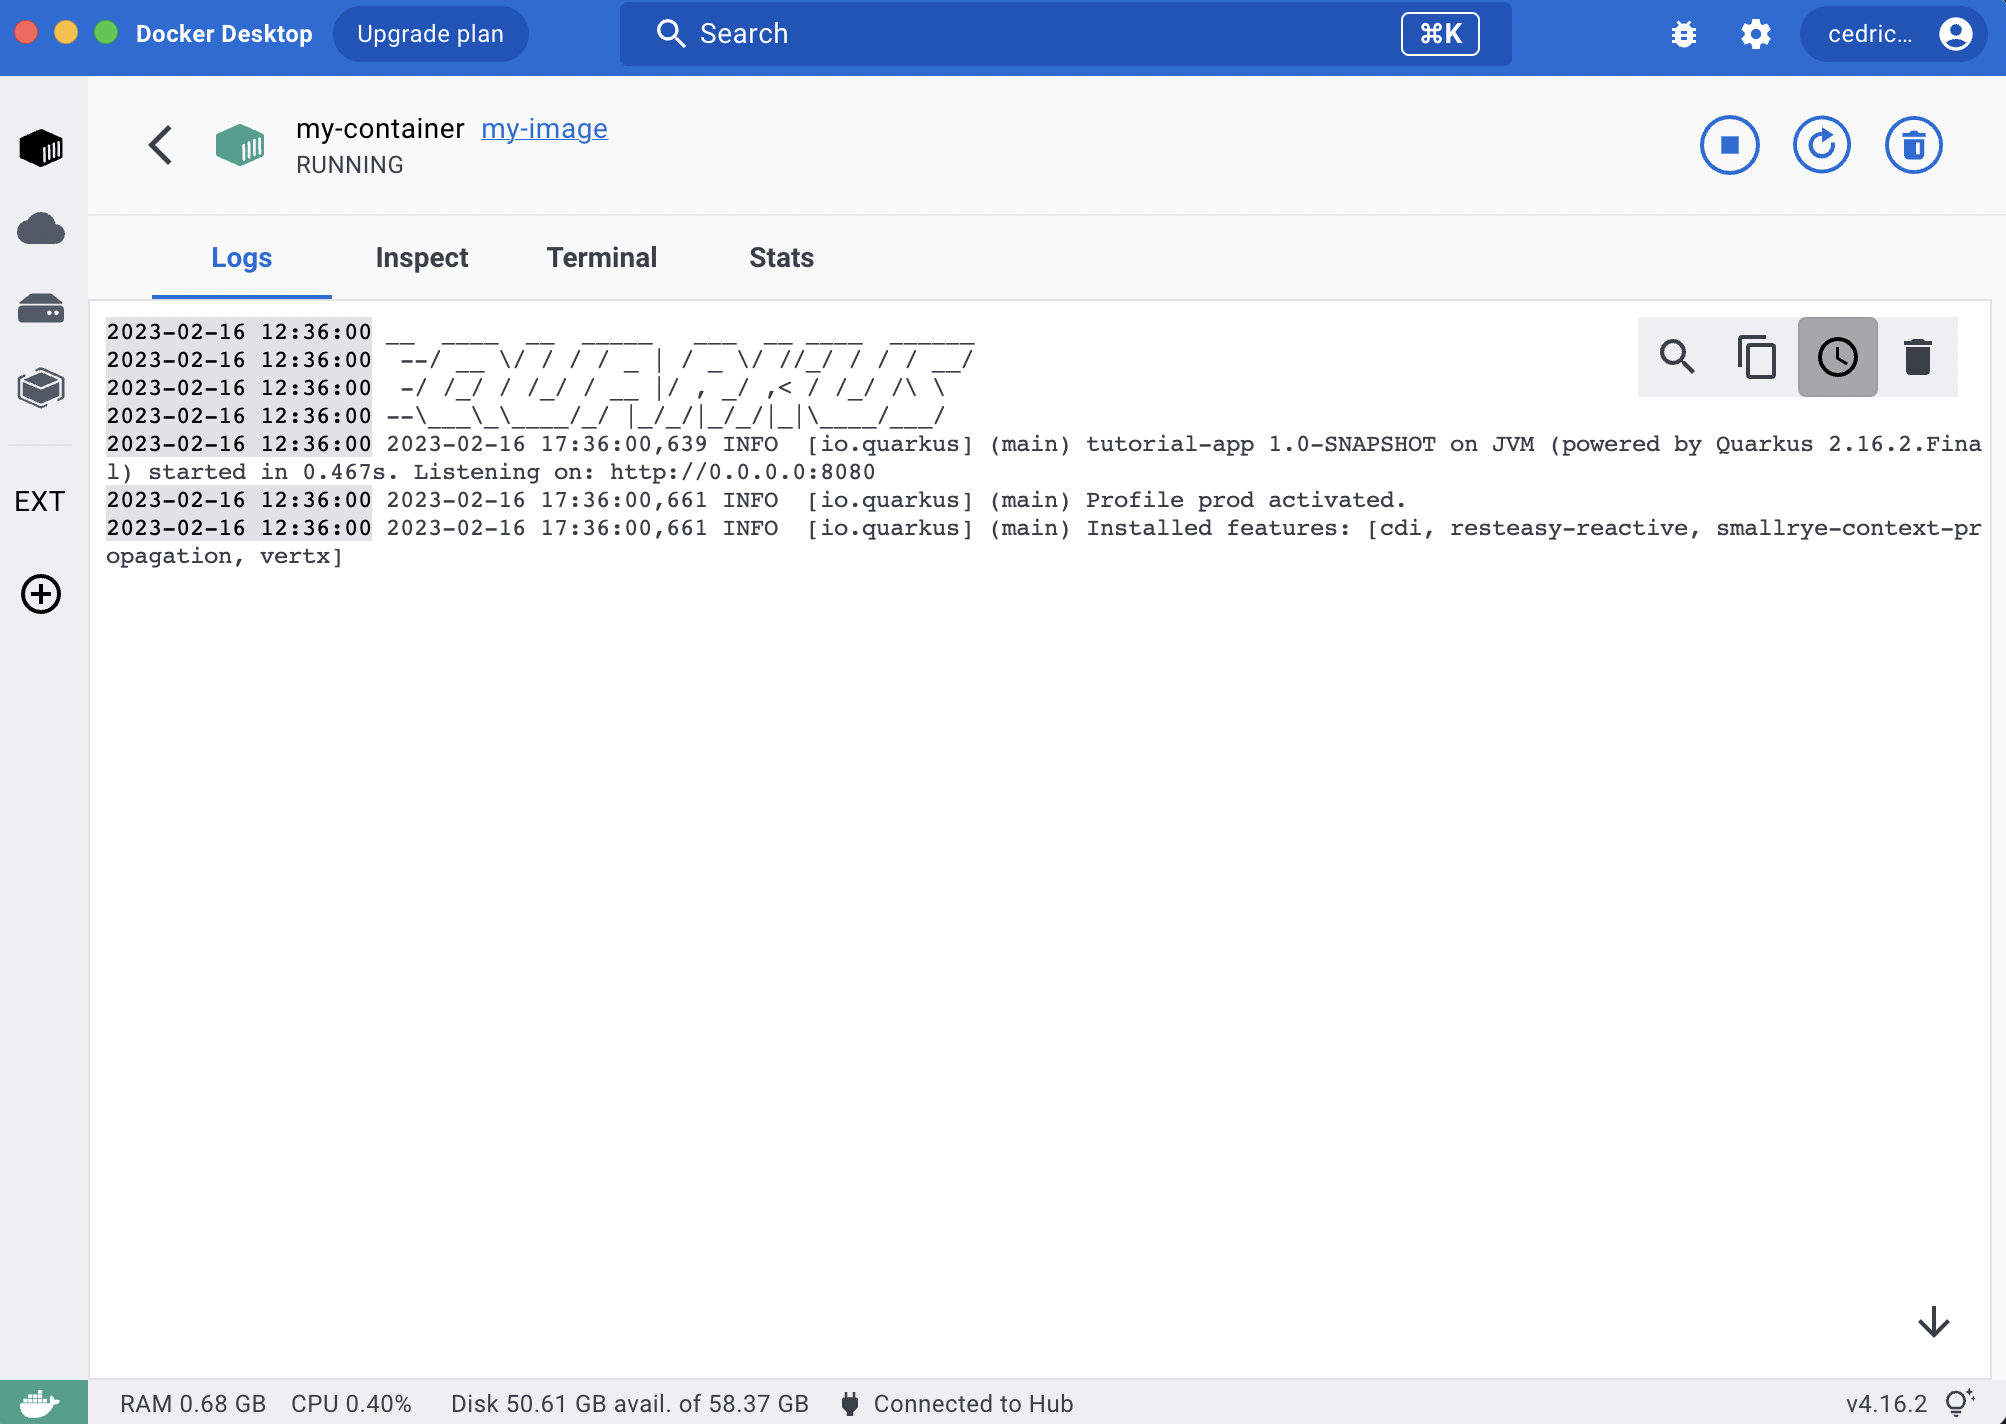 Docker Desktop Upgrade plan Search ⌘K cedric...
my-container my-image
RUNNING
Logs Inspect Terminal Stats
2023-02-16 12:36:00 __  ____  __  _____   ___  __ ____  ______
2023-02-16 12:36:00  --/ __ \/ / / / _ | / _ \/ //_/ / / / __/
2023-02-16 12:36:00  -/ /_/ / /_/ / __ |/ , _/ ,< / /_/ /\ \
2023-02-16 12:36:00 --\___\_\____/_/ |_/_/|_/_/|_|\____/___/
2023-02-16 12:36:00 2023-02-16 17:36:00,639 INFO  [io.quarkus] (main) tutorial-app 1.0-SNAPSHOT on JVM (powered by Quarkus 2.16.2.Fina
l) started in 0.467s. Listening on: http://0.0.0.0:8080
2023-02-16 12:36:00 2023-02-16 17:36:00,661 INFO  [io.quarkus] (main) Profile prod activated.
2023-02-16 12:36:00 2023-02-16 17:36:00,661 INFO  [io.quarkus] (main) Installed features: [cdi, resteasy-reactive, smallrye-context-pr
opagation, vertx]
EXT
RAM 0.68 GB CPU 0.40% Disk 50.61 GB avail. of 58.37 GB Connected to Hub v4.16.2